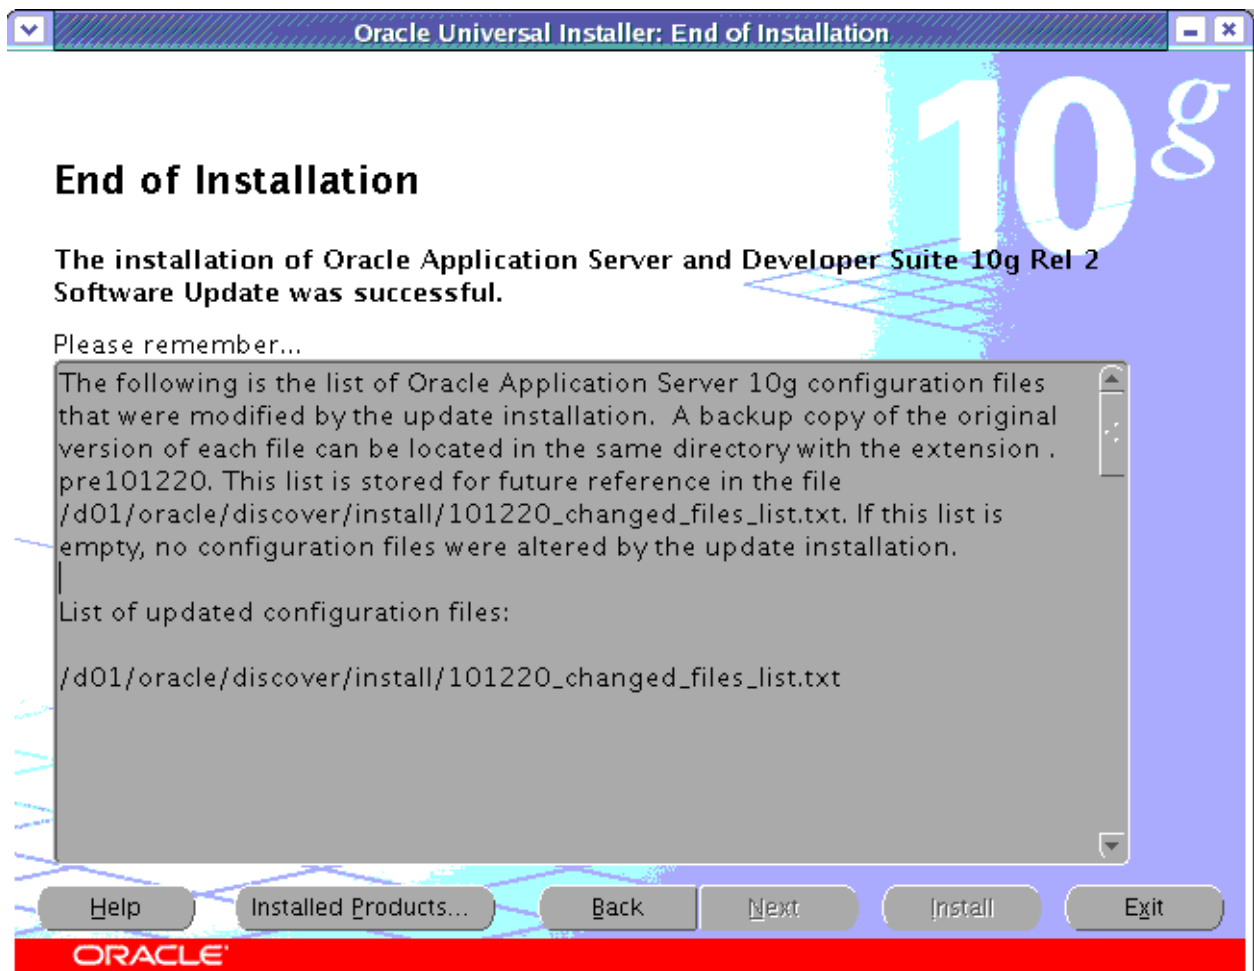 Oracle Universal Installer: End of Installation
10g
End of Installation
The installation of Oracle Application Server and Developer Suite 10g Rel 2
Software Update was successful.
Please remember...
The following is the list of Oracle Application Server 10g configuration files
that were modified by the update installation.  A backup copy of the original
version of each file can be located in the same directory with the extension .
pre101220. This list is stored for future reference in the file
/d01/oracle/discover/install/101220_changed_files_list.txt. If this list is
empty, no configuration files were altered by the update installation.
List of updated configuration files:
/d01/oracle/discover/install/101220_changed_files_list.txt
Help Installed Products... Back Next Install Exit
ORACLE